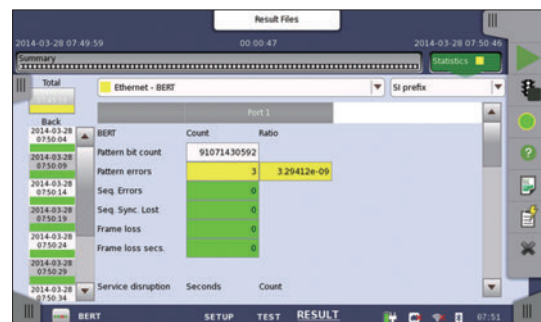 Result Files
2014-03-28 07:49:59 00:00:47 2014-03-28 07:50:46
Summary Statistics
Total Ethernet - BERT SI prefix
Port 1
Back
2014-03-28 07:50:04
2014-03-28 07:50:09
2014-03-28 07:50:14
2014-03-28 07:50:19
2014-03-28 07:50:24
2014-03-28 07:50:29
2014-03-28 07:50:34
BERT Count Ratio
Pattern bit count 91071430592
Pattern errors 3 3.29412e-09
Seq. Errors 0
Seq. Sync. Lost 0
Frame loss 0
Frame loss secs. 0
Service disruption Seconds Count
BERT SETUP TEST RESULT 07:51